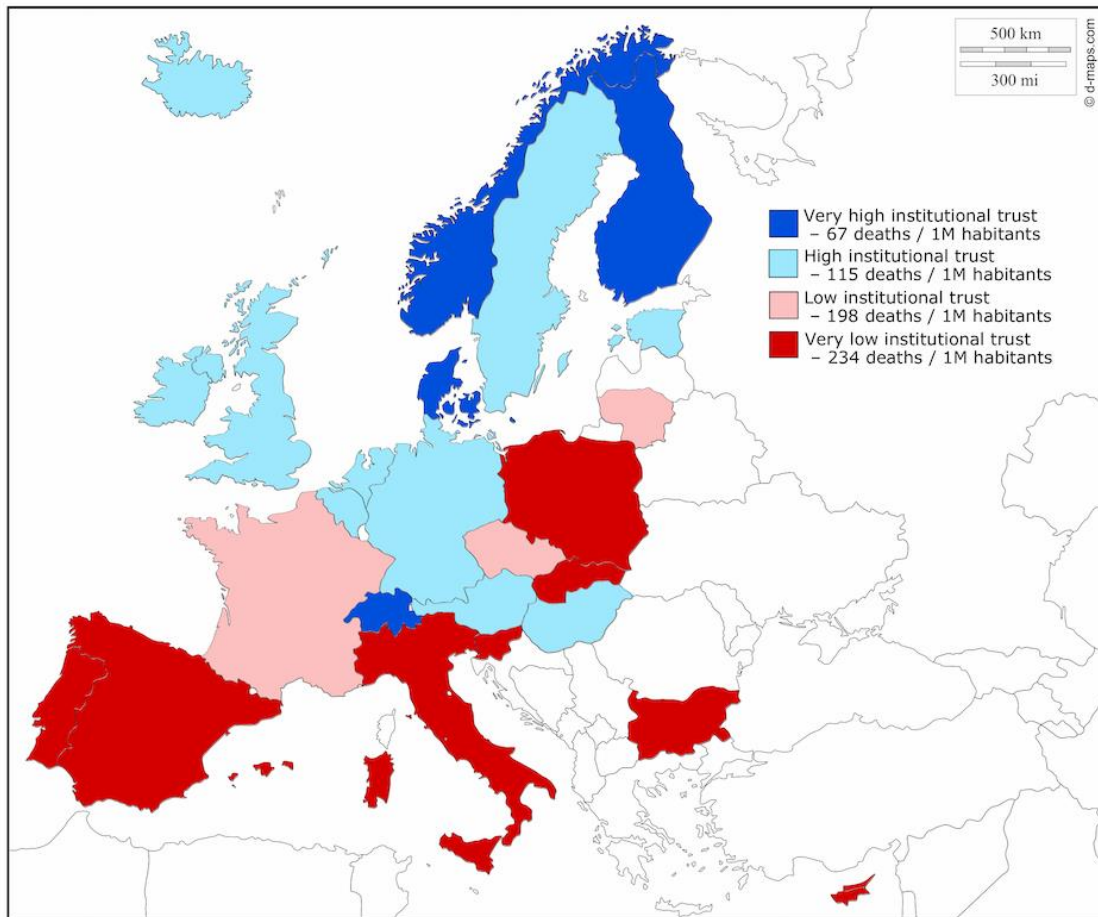 500 km
300 mi
© d-maps.com
Very high institutional trust
– 67 deaths / 1M habitants
High institutional trust
– 115 deaths / 1M habitants
Low institutional trust
– 198 deaths / 1M habitants
Very low institutional trust
– 234 deaths / 1M habitants